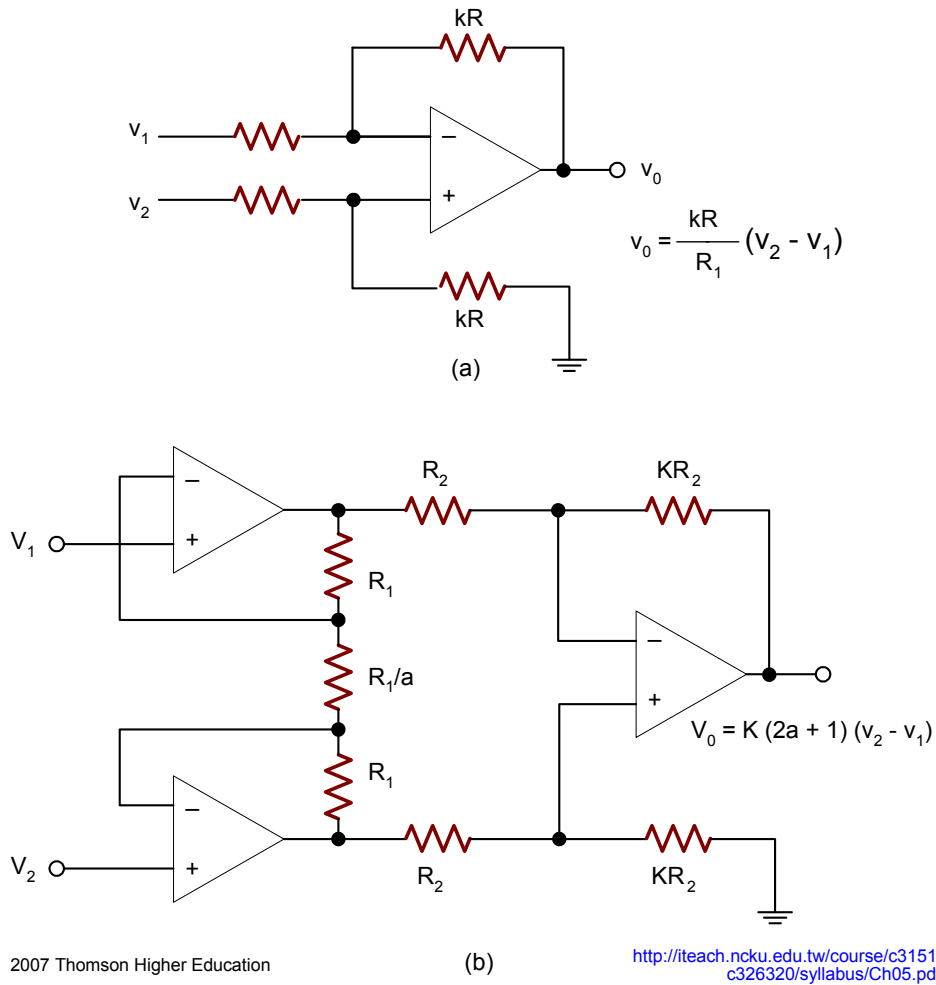 kR
v₁
−
v₂
+
v₀
v₀ = kR/R₁ (v₂ - v₁)
kR
(a)
R₂
KR₂
−
V₁
+
R₁
−
R₁/a
+
V₀ = K (2a + 1) (v₂ - v₁)
R₁
−
V₂
+
R₂
KR₂
2007 Thomson Higher Education
(b)
http://iteach.ncku.edu.tw/course/c3151
c326320/syllabus/Ch05.pd